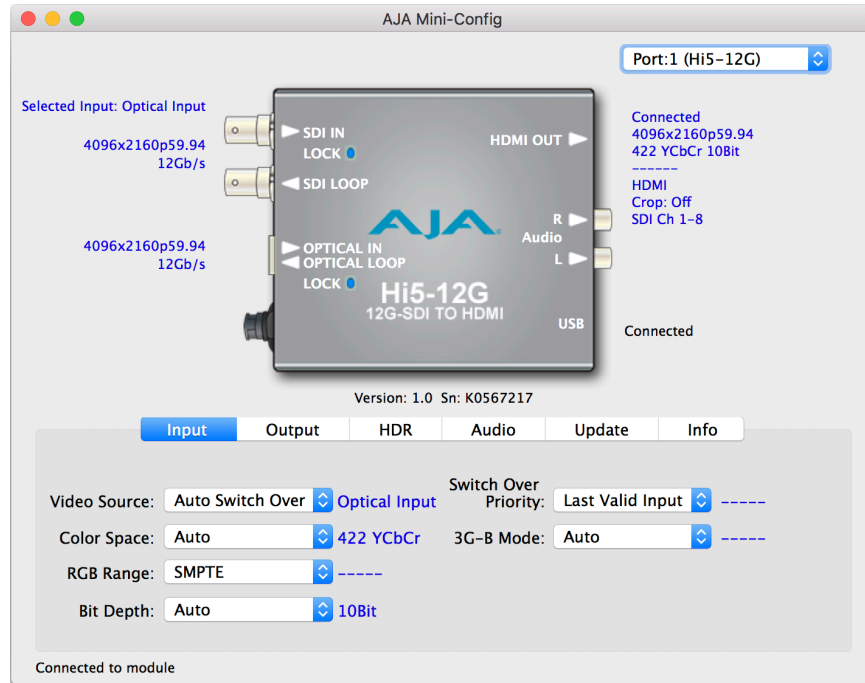 AJA Mini-Config
Port:1 (Hi5-12G)
Selected Input: Optical Input
4096x2160p59.94
12Gb/s
4096x2160p59.94
12Gb/s
SDI IN
LOCK
SDI LOOP
HDMI OUT
AJA
R
Audio
L
OPTICAL IN
OPTICAL LOOP
LOCK
Hi5-12G
12G-SDI TO HDMI
USB
Connected
4096x2160p59.94
422 YCbCr 10Bit
------
HDMI
Crop: Off
SDI Ch 1-8
Connected
Version: 1.0 Sn: K0567217
Input Output HDR Audio Update Info
Video Source: Auto Switch Over Optical Input
Switch Over
Priority: Last Valid Input -----
Color Space: Auto 422 YCbCr
3G-B Mode: Auto -----
RGB Range: SMPTE -----
Bit Depth: Auto 10Bit
Connected to module